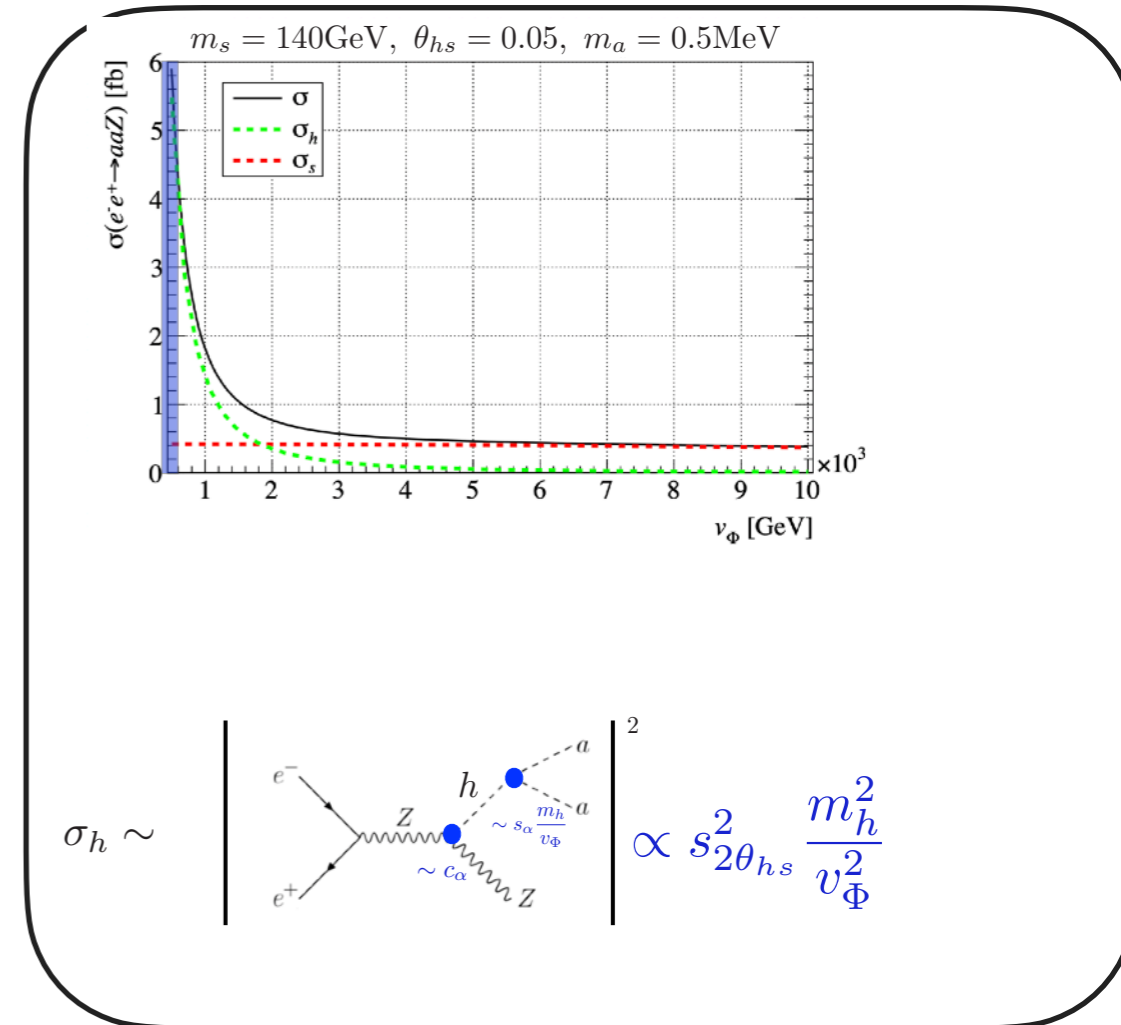 m_s = 140GeV, θ_hs = 0.05, m_a = 0.5MeV
σ(e⁻e⁺→aaZ) [fb]
σ
σ_h
σ_s
6
5
4
3
2
1
0
1 2 3 4 5 6 7 8 9 10
×10³
v_Φ [GeV]
σ_h ∼
e⁻
e⁺
Z
∼ c_α
h
∼ s_α m_h/v_Φ
a
a
Z
2
∝ s²_{2θ_hs} m_h²/v_Φ²